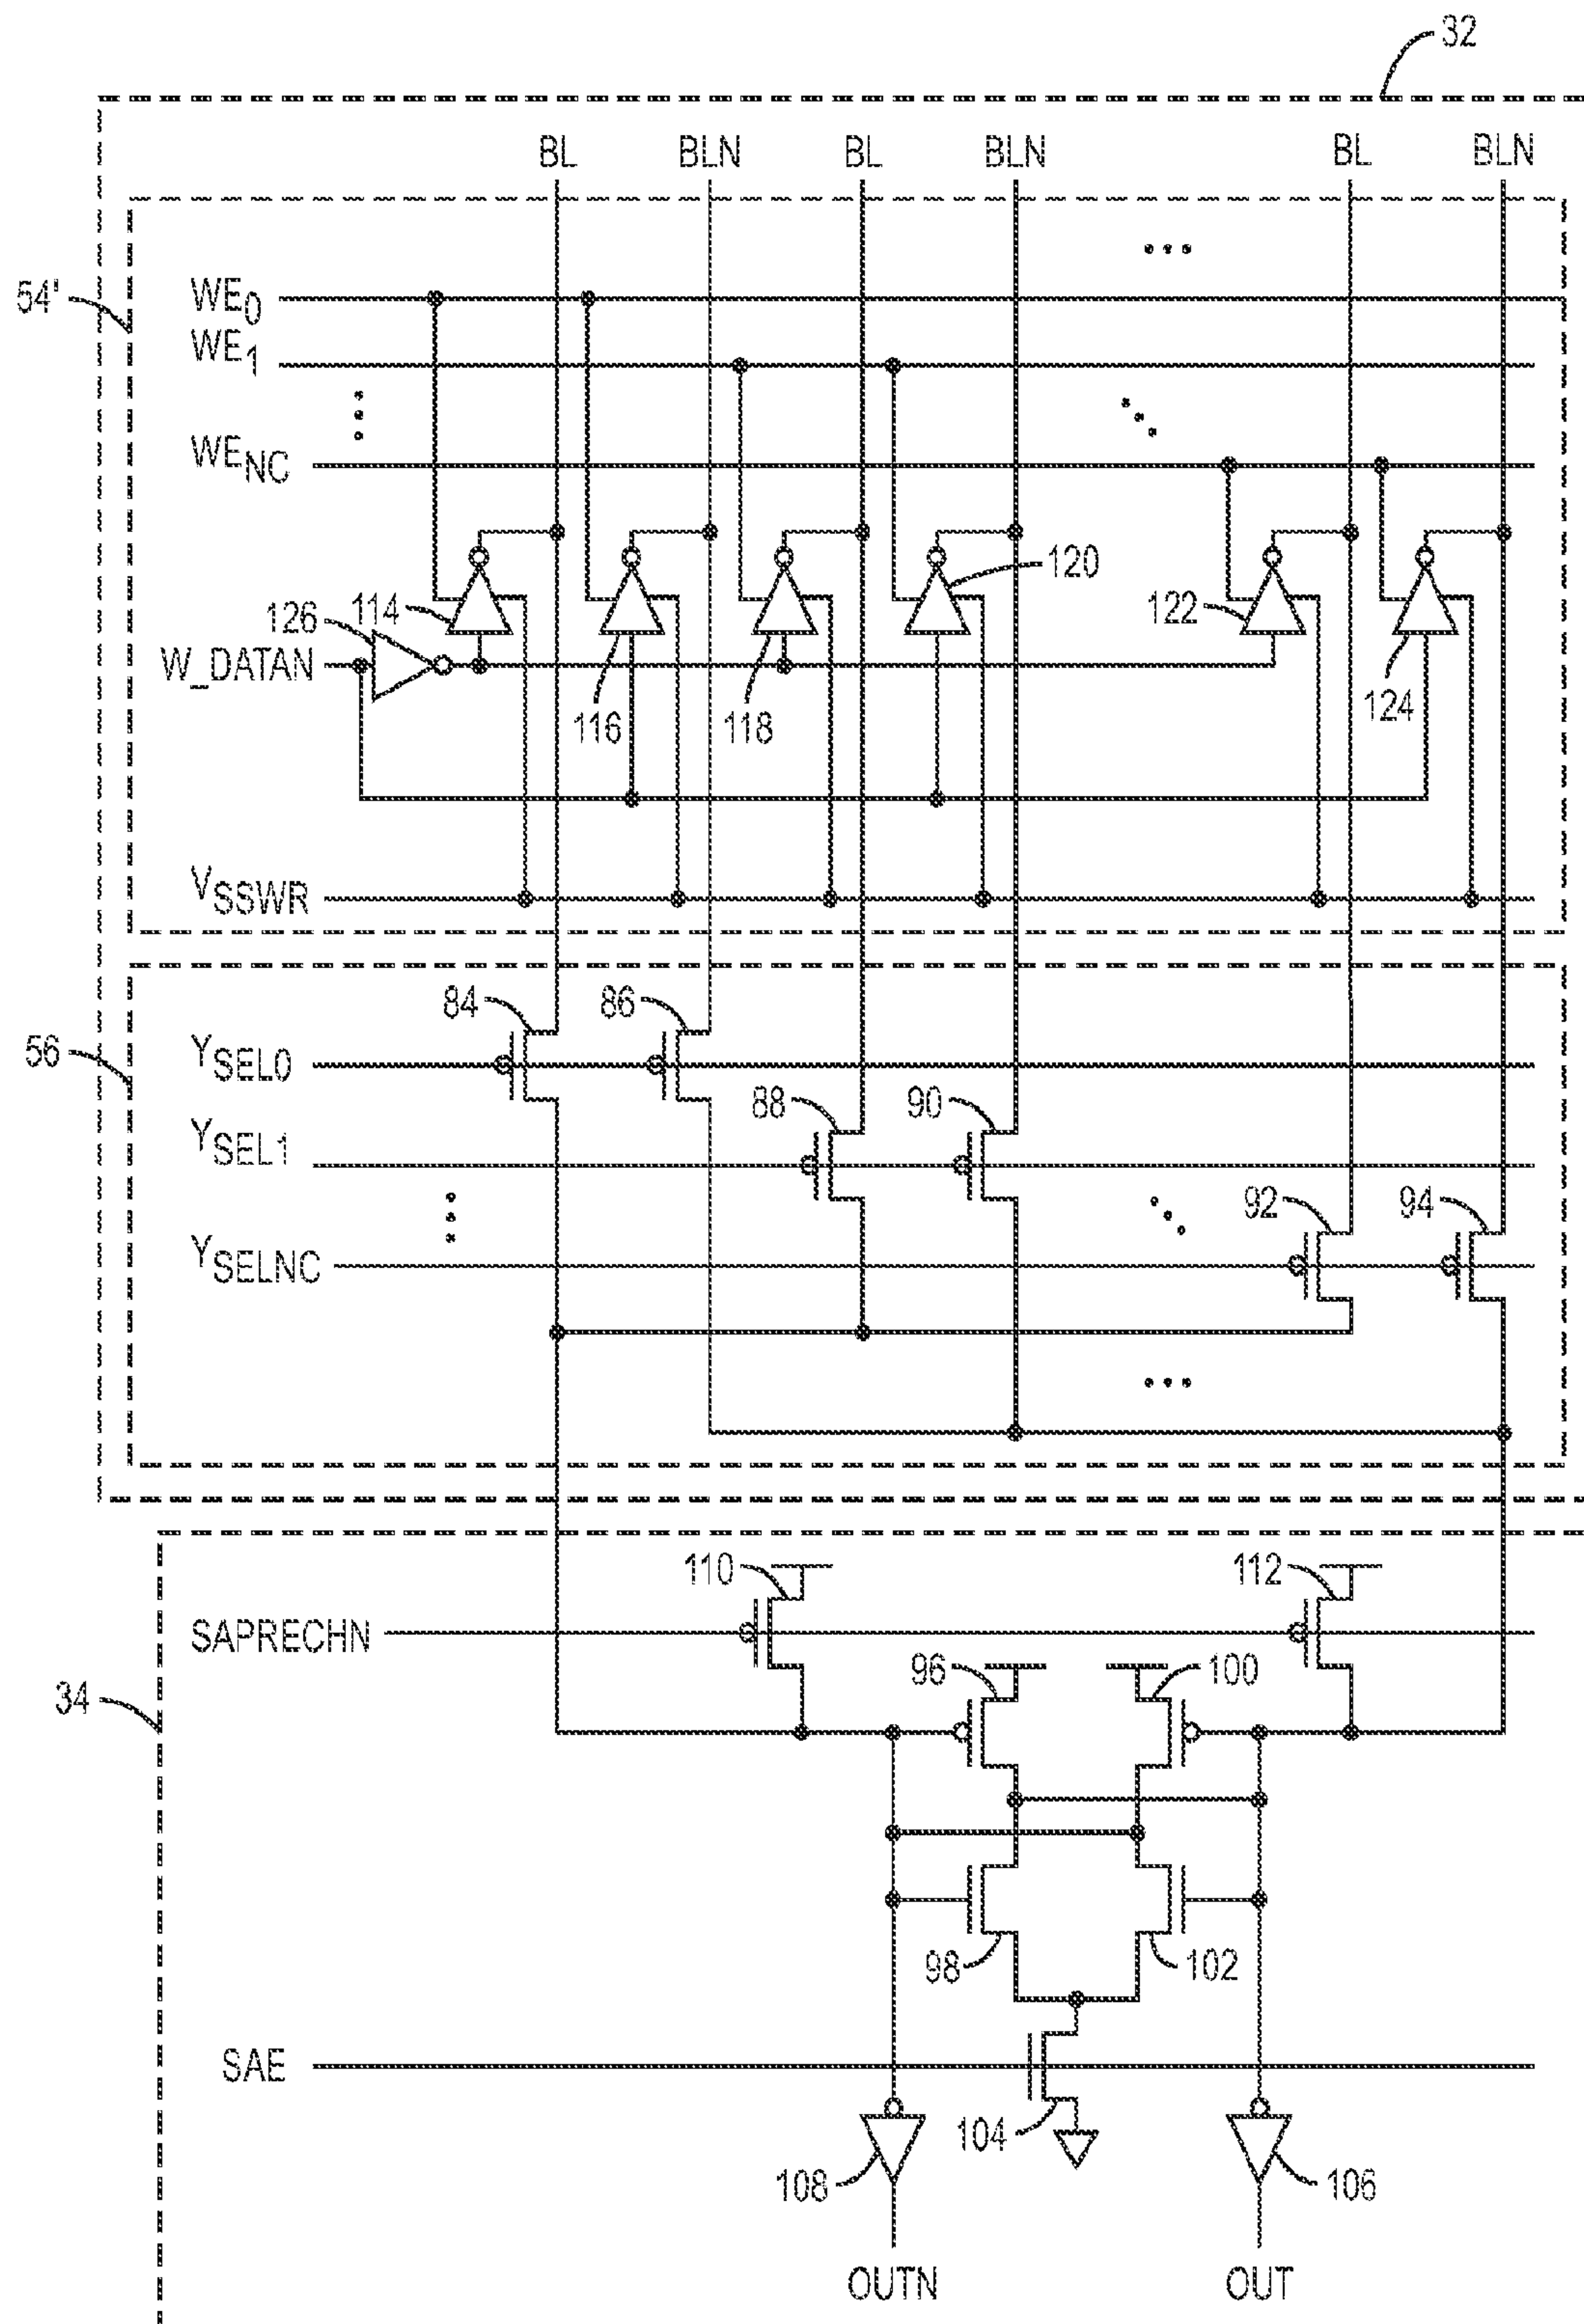 32
BL BLN BL BLN BL BLN
54'
WE0
WE1
WENC
120
126 114 122
W_DATAN
116 118 124
VSSWR
84 86
56
YSEL0
88 90
YSEL1
92 94
YSELNC
110 112
SAPRECHN
96 100
34
98 102
SAE
104
108 106
OUTN OUT